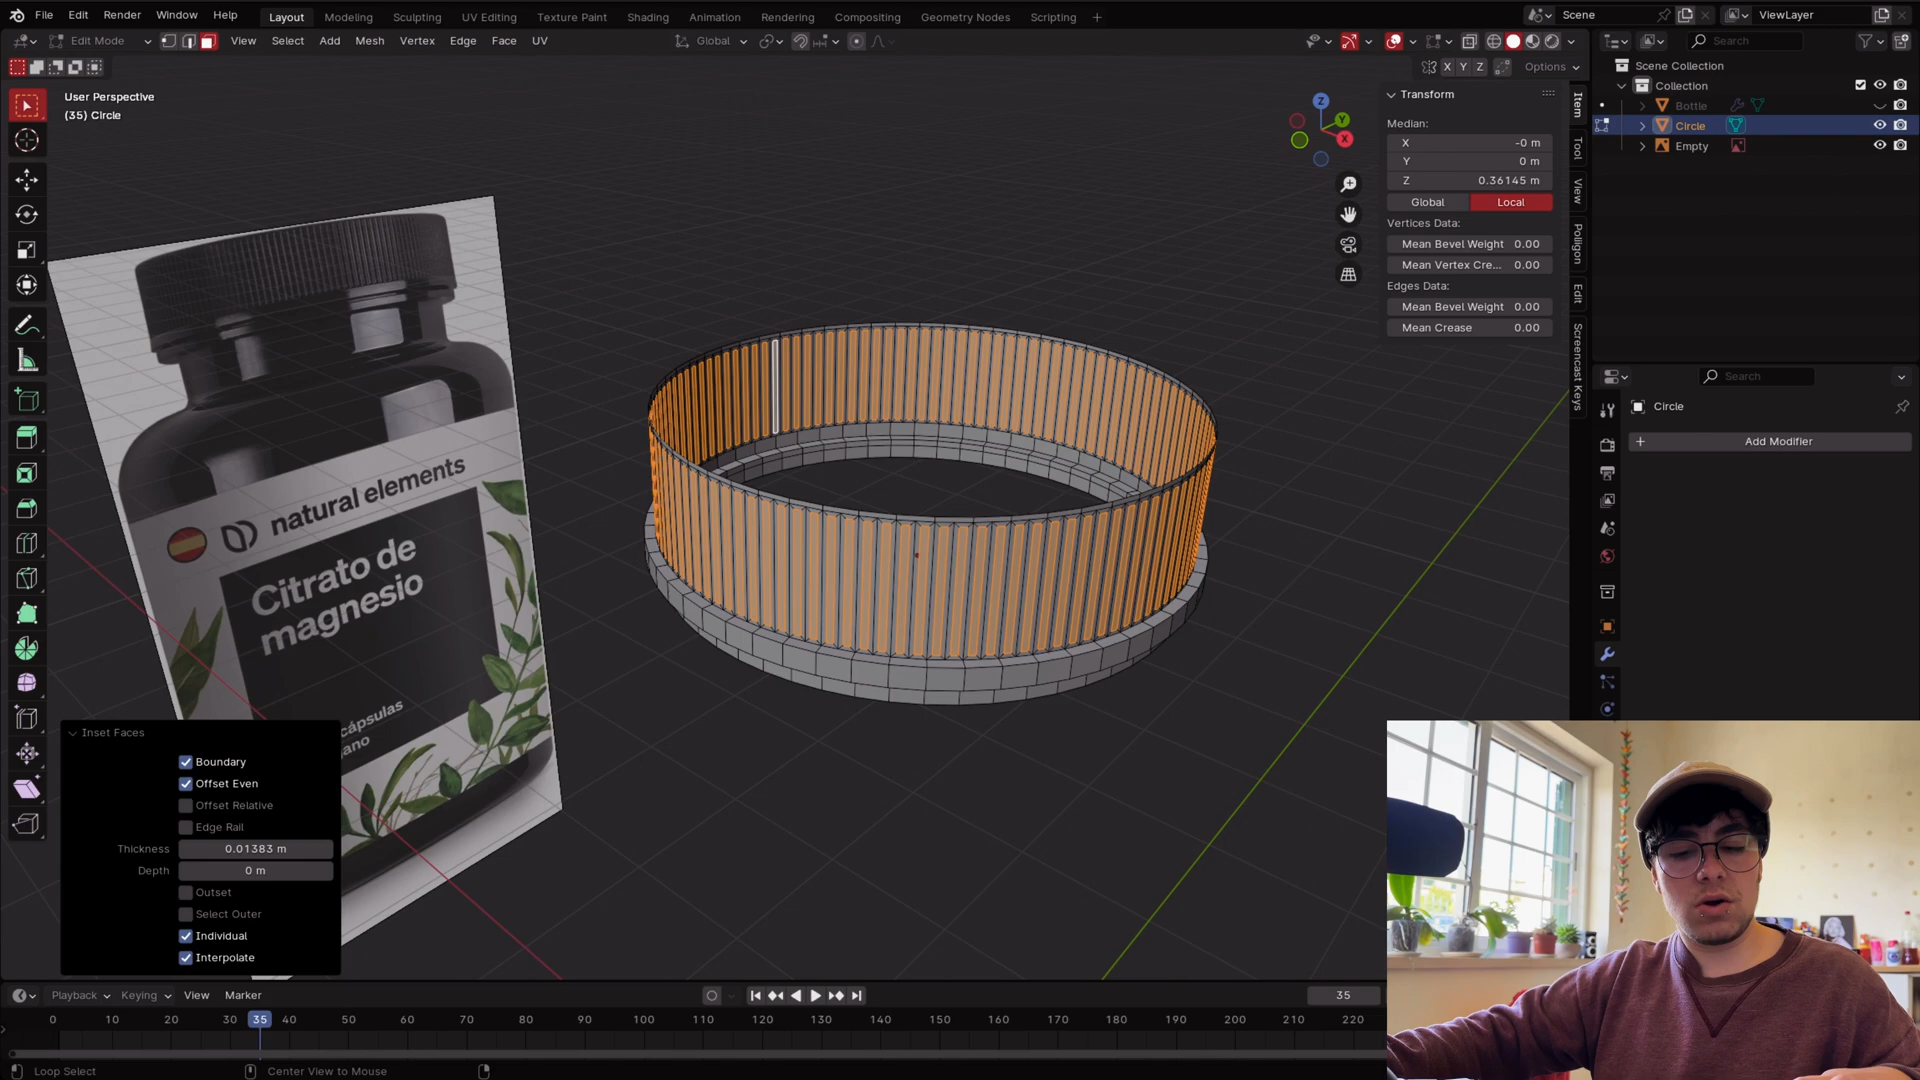 File Edit Render Window Help Layout Modeling Sculpting UV Editing Texture Paint Shading Animation Rendering Compositing Geometry Nodes Scripting + Scene ViewLayer
Edit Mode View Select Add Mesh Vertex Edge Face UV Global Search
X Y Z Options
User Perspective
(35) Circle
Z
Y
X
Transform
Median:
X -0 m
Y 0 m
Z 0.36145 m
Global Local
Vertices Data:
Mean Bevel Weight 0.00
Mean Vertex Cre... 0.00
Edges Data:
Mean Bevel Weight 0.00
Mean Crease 0.00
Item
Tool
View
Poliigon
Edit
Screencast Keys
Scene Collection
Collection
Bottle
Circle
Empty
Search
Circle
+ Add Modifier
natural elements
Citrato de
magnesio
cápsulas
Inset Faces
Boundary
Offset Even
Offset Relative
Edge Rail
Thickness 0.01383 m
Depth 0 m
Outset
Select Outer
Individual
Interpolate
Playback Keying View Marker 35
0 10 20 30 35 40 50 60 70 80 90 100 110 120 130 140 150 160 170 180 190 200 210 220
Loop Select Center View to Mouse